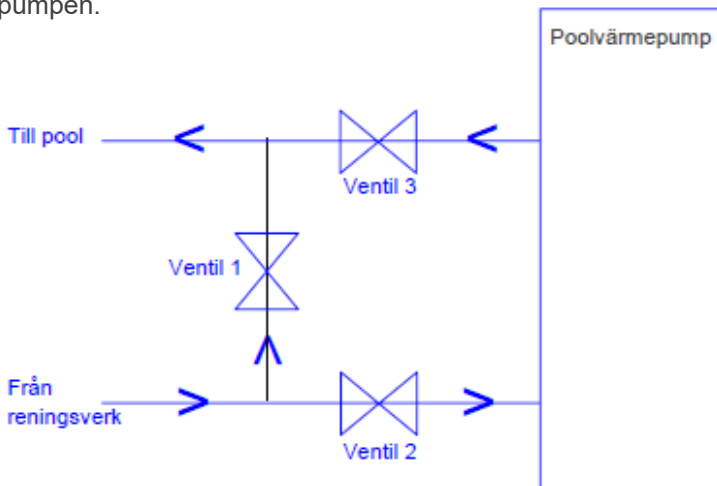 pumpen.
Poolvärmepump
Till pool
Ventil 3
Ventil 1
Från
reningsverk
Ventil 2